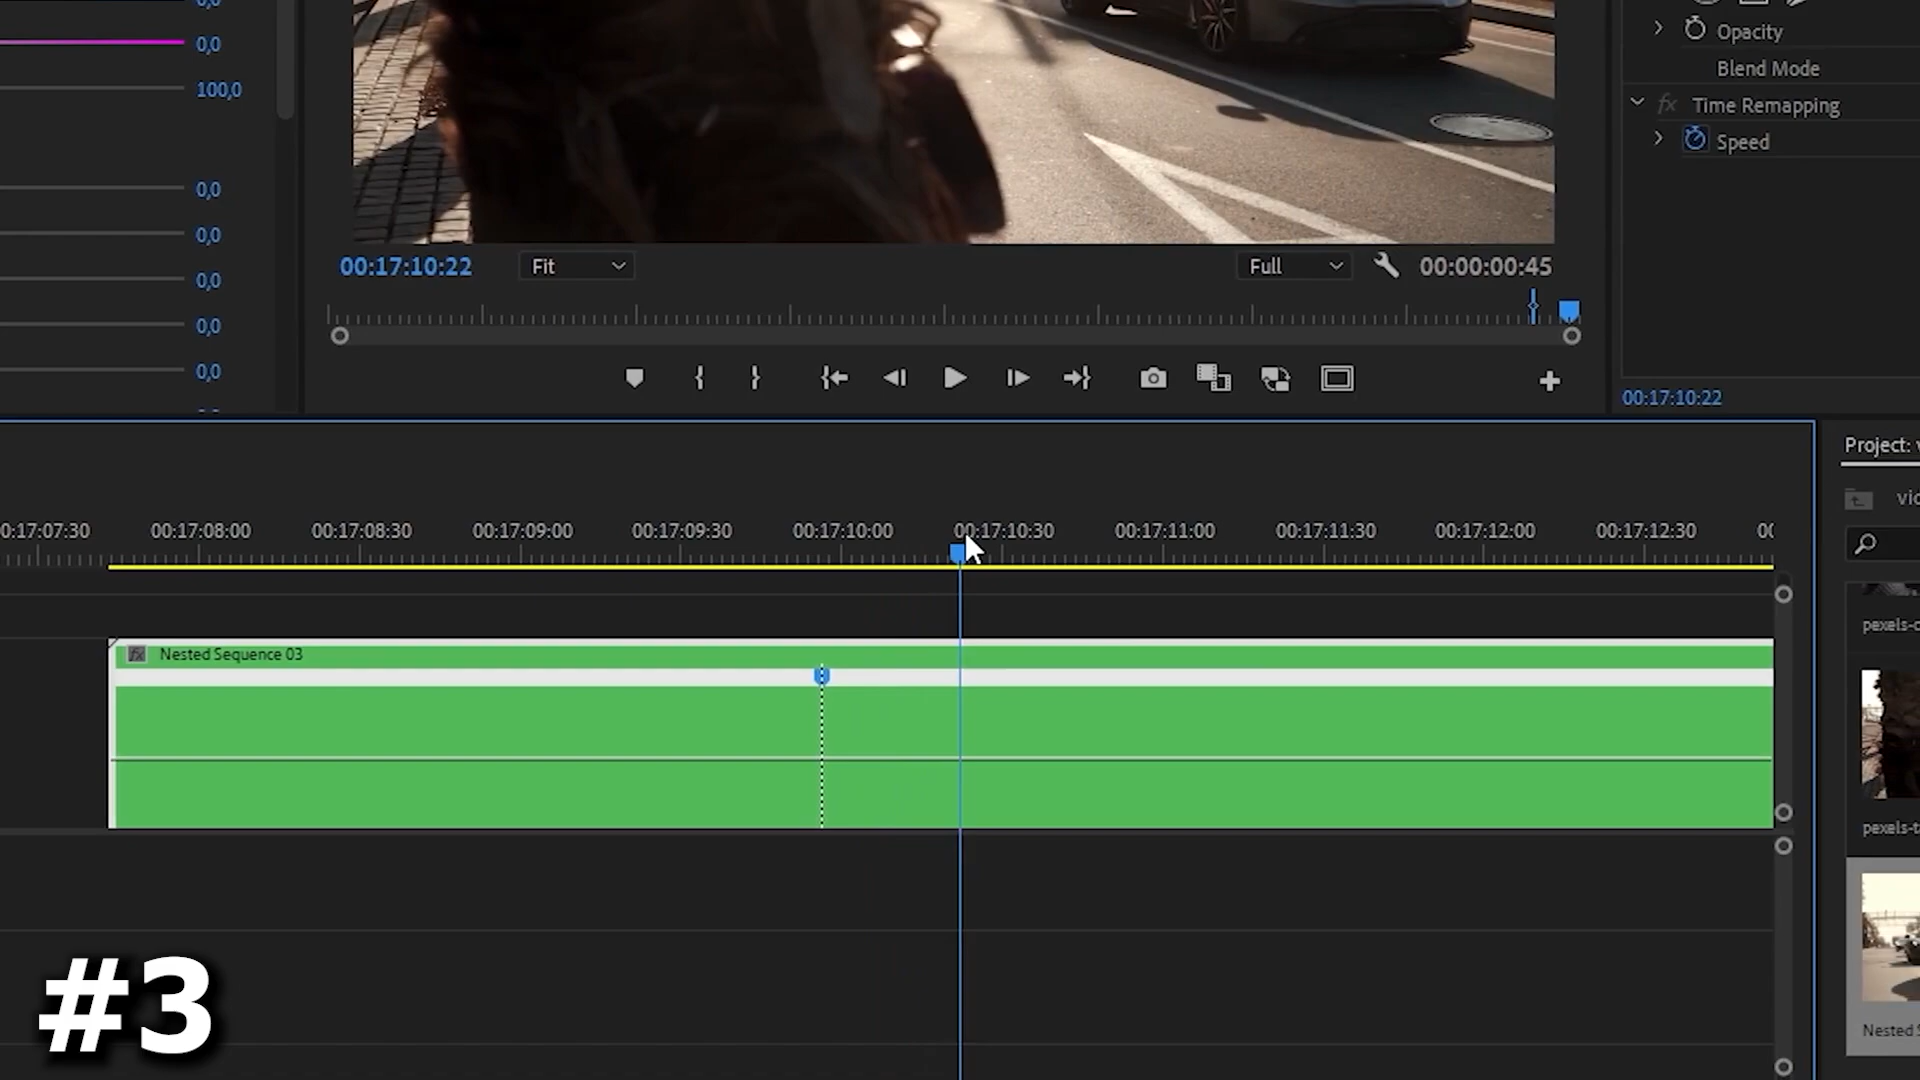 0,0
0,0
100,0
0,0
0,0
0,0
0,0
0,0
Opacity
Blend Mode
fx Time Remapping
Speed
00:17:10:22
Fit
Full
00:00:00:45
00:17:10:22
Project:
0:17:07:30 00:17:08:00 00:17:08:30 00:17:09:00 00:17:09:30 00:17:10:00 00:17:10:30 00:17:11:00 00:17:11:30 00:17:12:00 00:17:12:30 00
fx Nested Sequence 03
pexels-
pexels-
Nested
#3